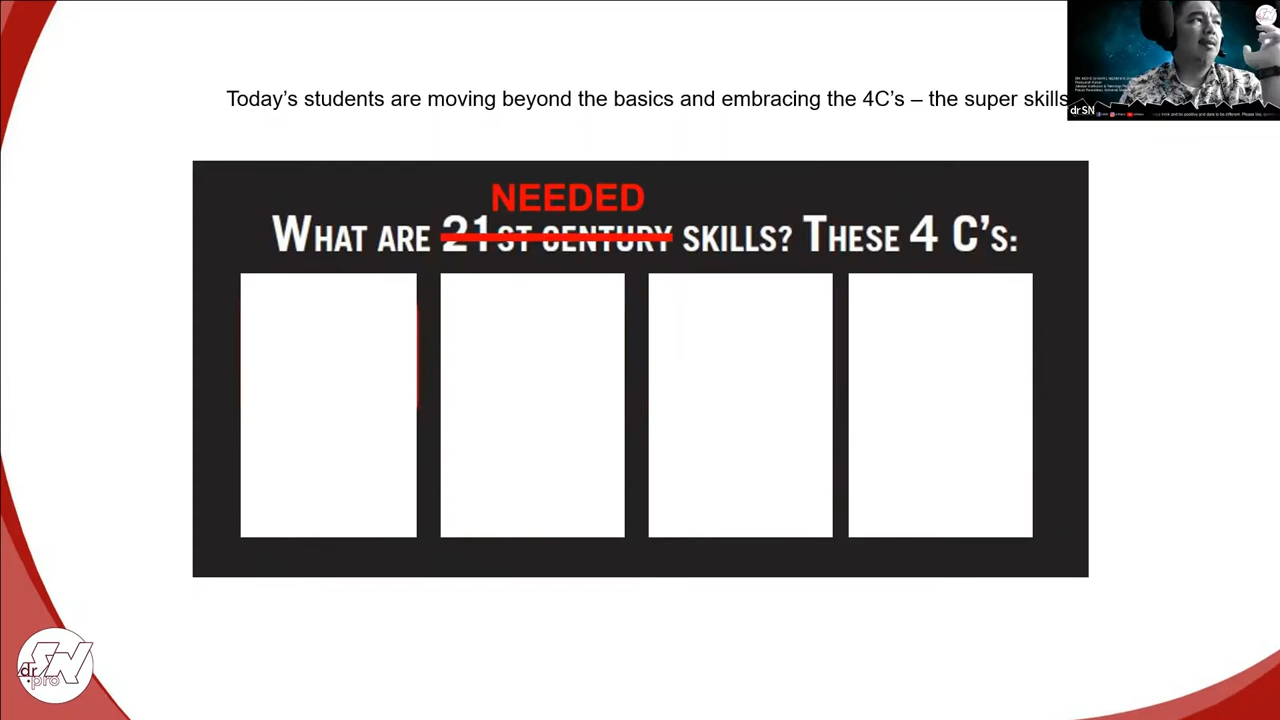 Today's students are moving beyond the basics and embracing the 4C's – the super skills
NEEDED
WHAT ARE 21ST CENTURY SKILLS? THESE 4 C'S:
dr SN
dr
SN
.pro